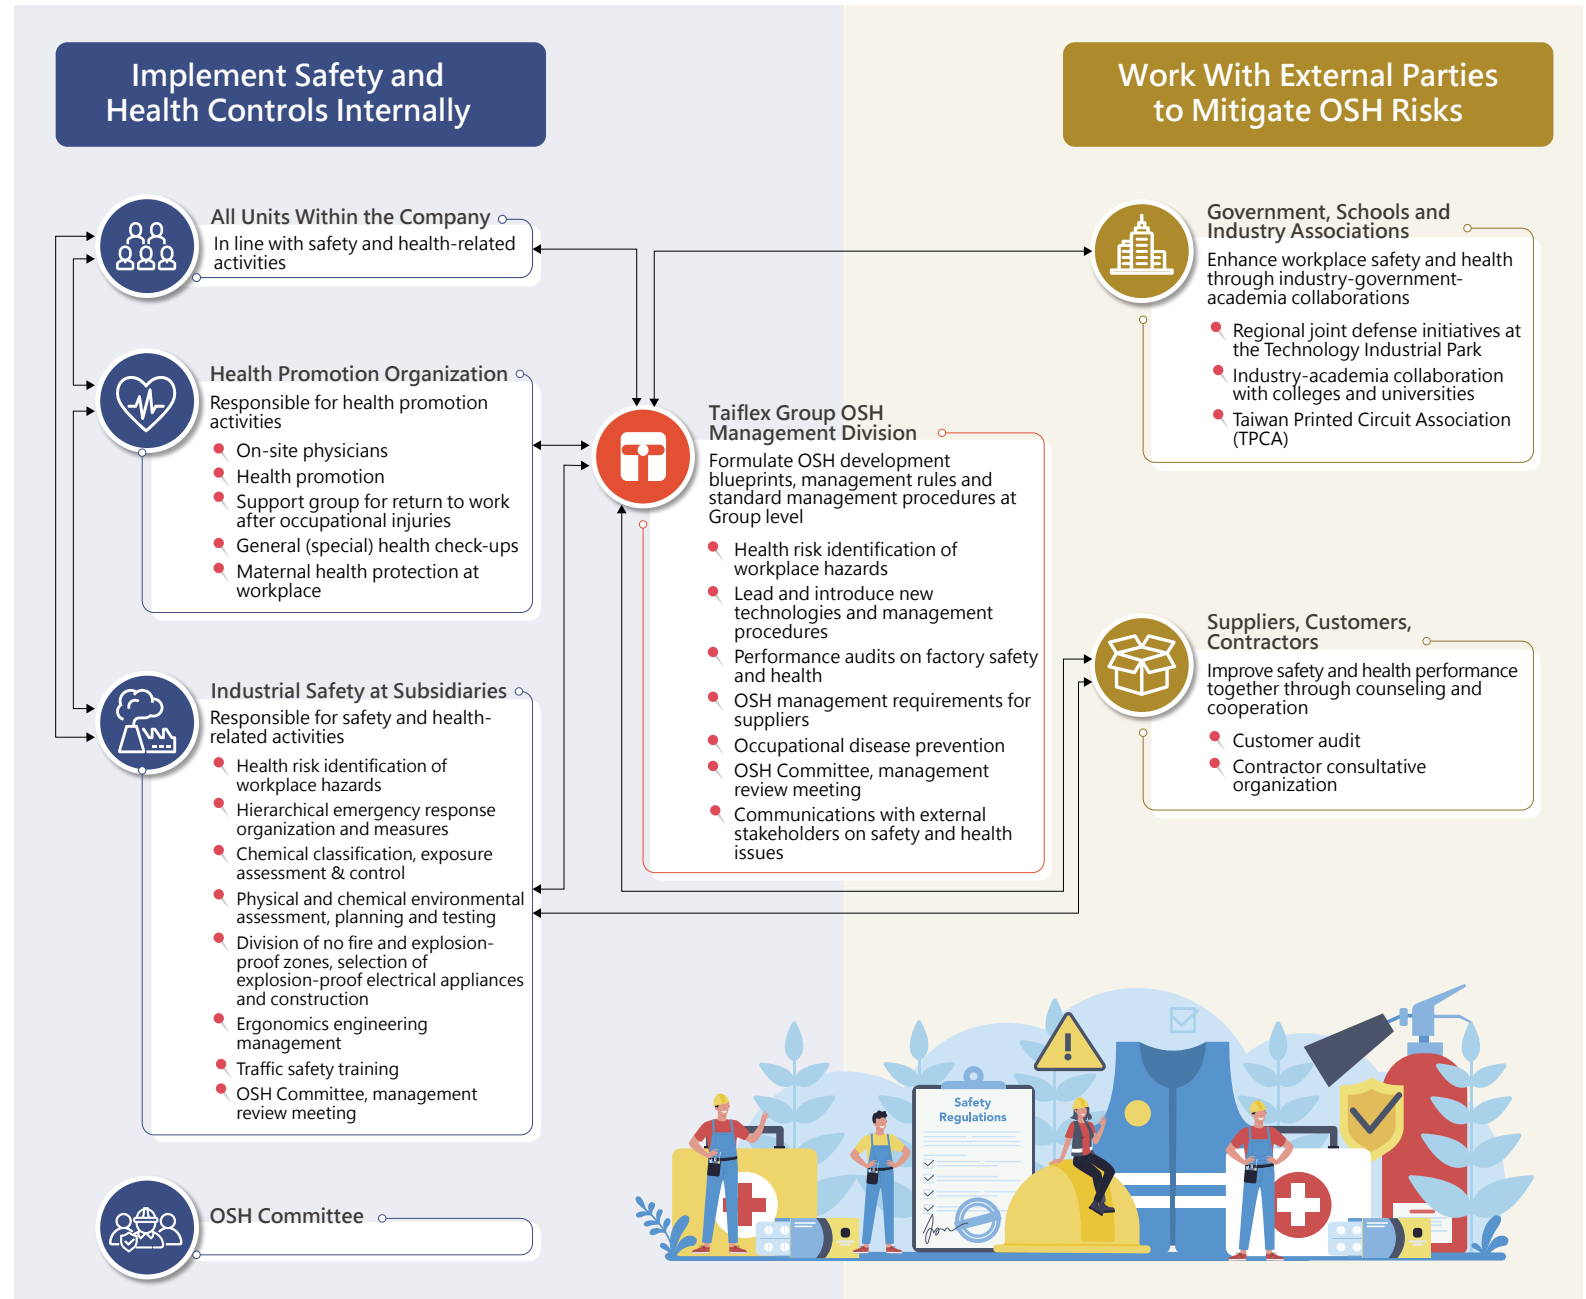 Implement Safety and
Health Controls Internally
All Units Within the Company
In line with safety and health-related
activities
Health Promotion Organization
Responsible for health promotion
activities
On-site physicians
Health promotion
Support group for return to work
after occupational injuries
General (special) health check-ups
Maternal health protection at
workplace
Industrial Safety at Subsidiaries
Responsible for safety and health-
related activities
Health risk identification of
workplace hazards
Hierarchical emergency response
organization and measures
Chemical classification, exposure
assessment & control
Physical and chemical environmental
assessment, planning and testing
Division of no fire and explosion-
proof zones, selection of
explosion-proof electrical appliances
and construction
Ergonomics engineering
management
Traffic safety training
OSH Committee, management
review meeting
OSH Committee
Taiflex Group OSH
Management Division
Formulate OSH development
blueprints, management rules and
standard management procedures at
Group level
Health risk identification of
workplace hazards
Lead and introduce new
technologies and management
procedures
Performance audits on factory safety
and health
OSH management requirements for
suppliers
Occupational disease prevention
OSH Committee, management
review meeting
Communications with external
stakeholders on safety and health
issues
Work With External Parties
to Mitigate OSH Risks
Government, Schools and
Industry Associations
Enhance workplace safety and health
through industry-government-
academia collaborations
Regional joint defense initiatives at
the Technology Industrial Park
Industry-academia collaboration
with colleges and universities
Taiwan Printed Circuit Association
(TPCA)
Suppliers, Customers,
Contractors
Improve safety and health performance
together through counseling and
cooperation
Customer audit
Contractor consultative
organization
Safety
Regulations